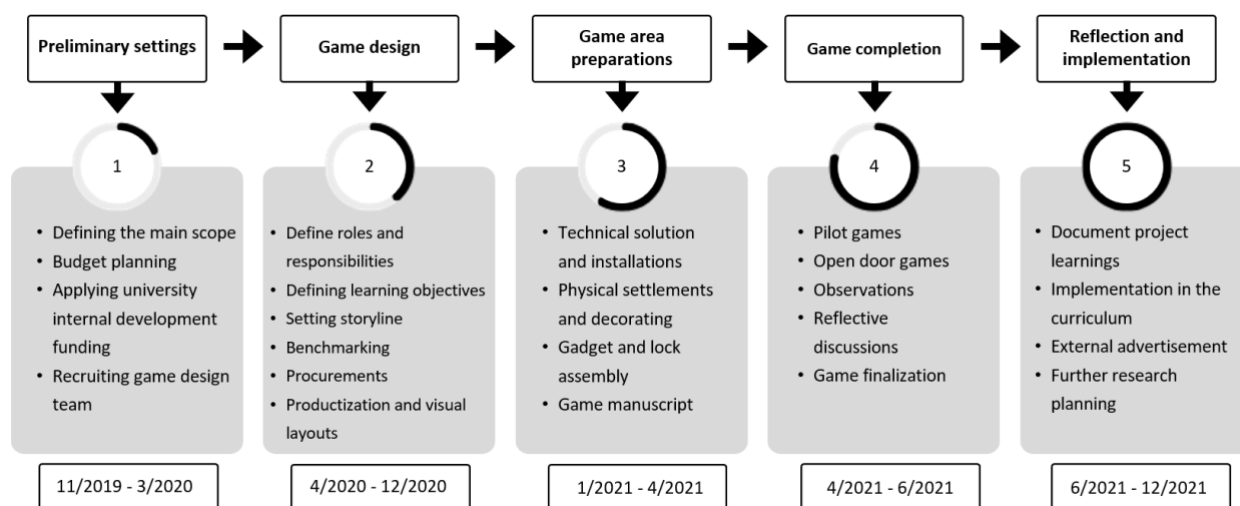 Preliminary settings
Game design
Game area
preparations
Game completion
Reflection and
implementation
1
2
3
4
5
• Defining the main scope
• Budget planning
• Applying university
internal development
funding
• Recruiting game design
team
• Define roles and
responsibilities
• Defining learning objectives
• Setting storyline
• Benchmarking
• Procurements
• Productization and visual
layouts
• Technical solution
and installations
• Physical settlements
and decorating
• Gadget and lock
assembly
• Game manuscript
• Pilot games
• Open door games
• Observations
• Reflective
discussions
• Game finalization
• Document project
learnings
• Implementation in the
curriculum
• External advertisement
• Further research
planning
11/2019 - 3/2020
4/2020 - 12/2020
1/2021 - 4/2021
4/2021 - 6/2021
6/2021 - 12/2021